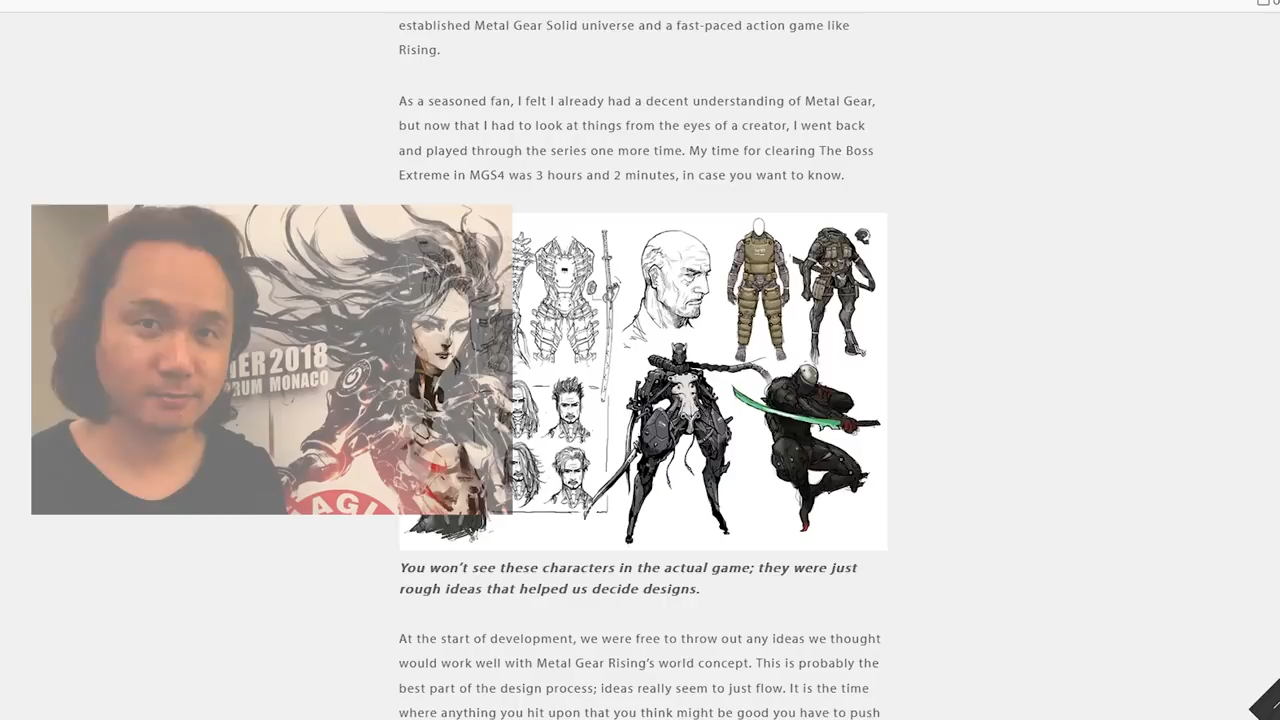 established Metal Gear Solid universe and a fast-paced action game like
Rising.
As a seasoned fan, I felt I already had a decent understanding of Metal Gear,
but now that I had to look at things from the eyes of a creator, I went back
and played through the series one more time. My time for clearing The Boss
Extreme in MGS4 was 3 hours and 2 minutes, in case you want to know.
2018
MONACO
AGI
You won't see these characters in the actual game; they were just
rough ideas that helped us decide designs.
At the start of development, we were free to throw out any ideas we thought
would work well with Metal Gear Rising's world concept. This is probably the
best part of the design process; ideas really seem to just flow. It is the time
where anything you hit upon that you think might be good you have to push